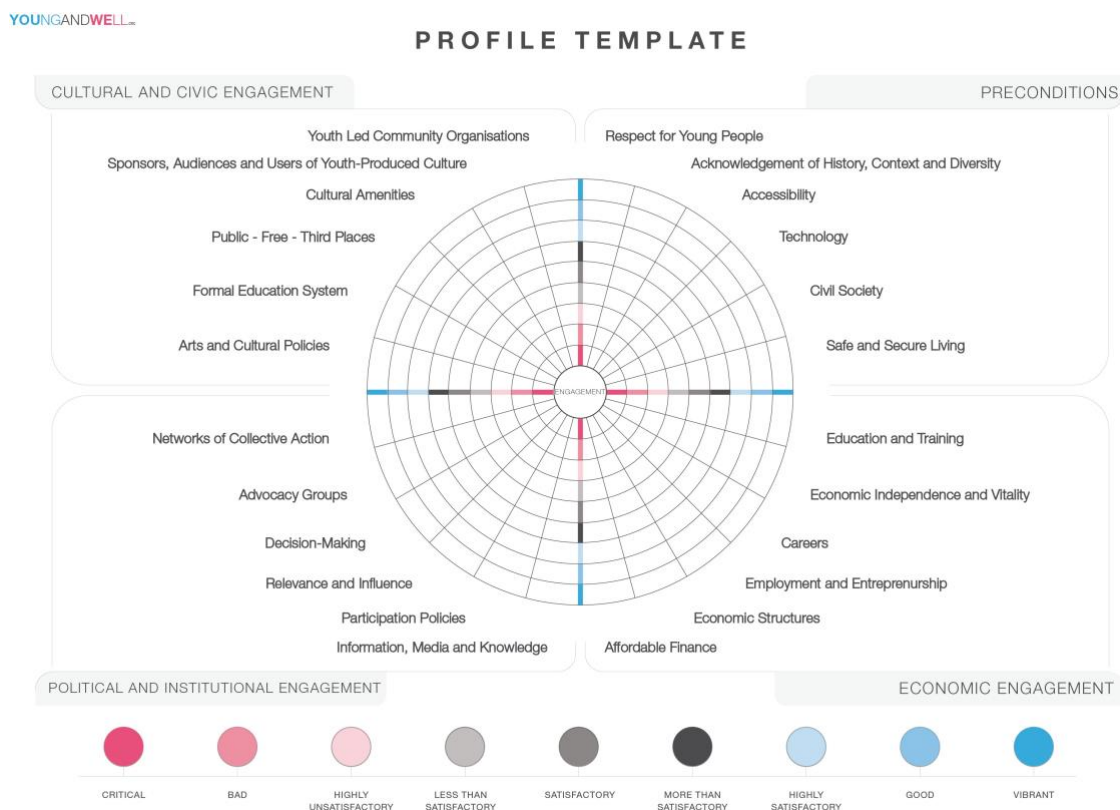 YOUNGANDWELL
PROFILE TEMPLATE
CULTURAL AND CIVIC ENGAGEMENT
PRECONDITIONS
Youth Led Community Organisations
Sponsors, Audiences and Users of Youth-Produced Culture
Cultural Amenities
Public - Free - Third Places
Formal Education System
Arts and Cultural Policies
Respect for Young People
Acknowledgement of History, Context and Diversity
Accessibility
Technology
Civil Society
Safe and Secure Living
ENGAGEMENT
Networks of Collective Action
Advocacy Groups
Decision-Making
Relevance and Influence
Participation Policies
Information, Media and Knowledge
Education and Training
Economic Independence and Vitality
Careers
Employment and Entreprenurship
Economic Structures
Affordable Finance
POLITICAL AND INSTITUTIONAL ENGAGEMENT
ECONOMIC ENGAGEMENT
CRITICAL
BAD
HIGHLY
UNSATISFACTORY
LESS THAN
SATISFACTORY
SATISFACTORY
MORE THAN
SATISFACTORY
HIGHLY
SATISFACTORY
GOOD
VIBRANT